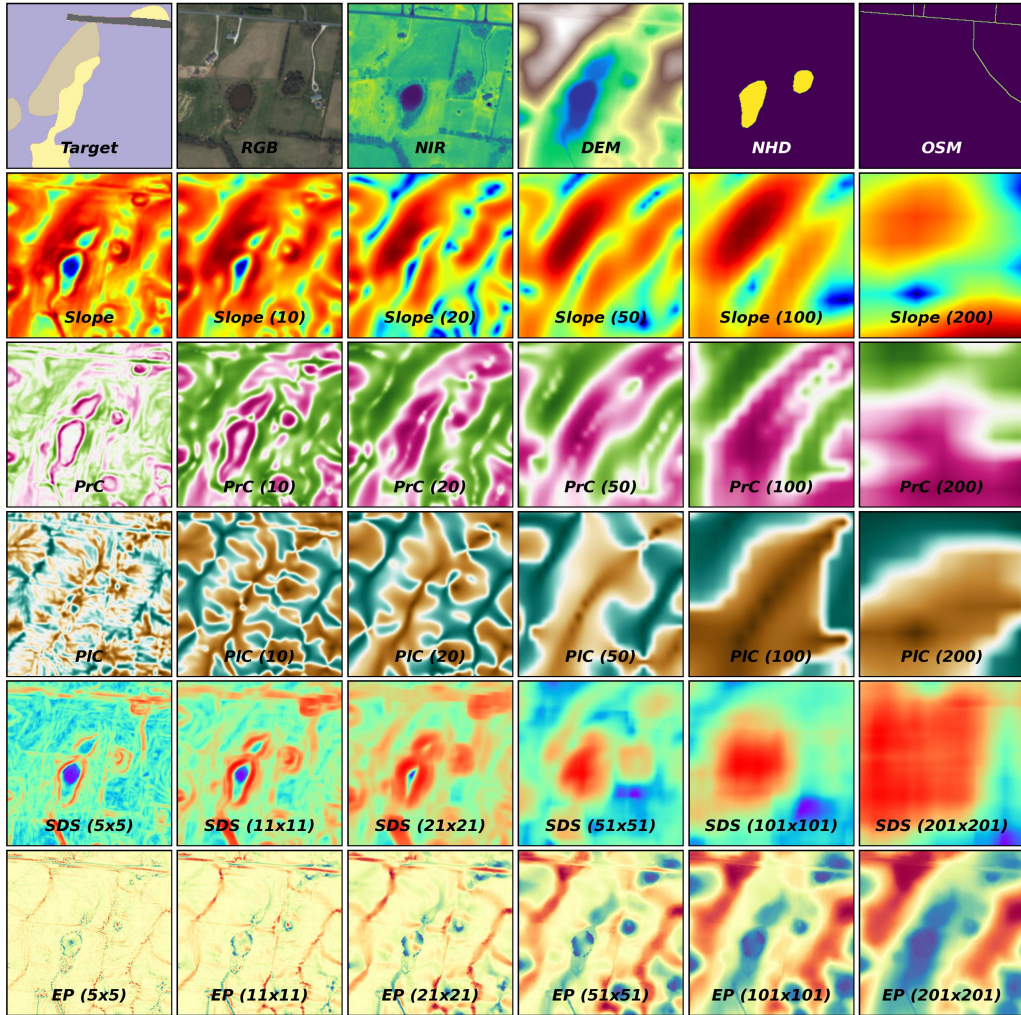 Target
RGB
NIR
DEM
NHD
OSM
Slope
Slope (10)
Slope (20)
Slope (50)
Slope (100)
Slope (200)
PrC
PrC (10)
PrC (20)
PrC (50)
PrC (100)
PrC (200)
PlC
PlC (10)
PlC (20)
PlC (50)
PlC (100)
PlC (200)
SDS (5x5)
SDS (11x11)
SDS (21x21)
SDS (51x51)
SDS (101x101)
SDS (201x201)
EP (5x5)
EP (11x11)
EP (21x21)
EP (51x51)
EP (101x101)
EP (201x201)